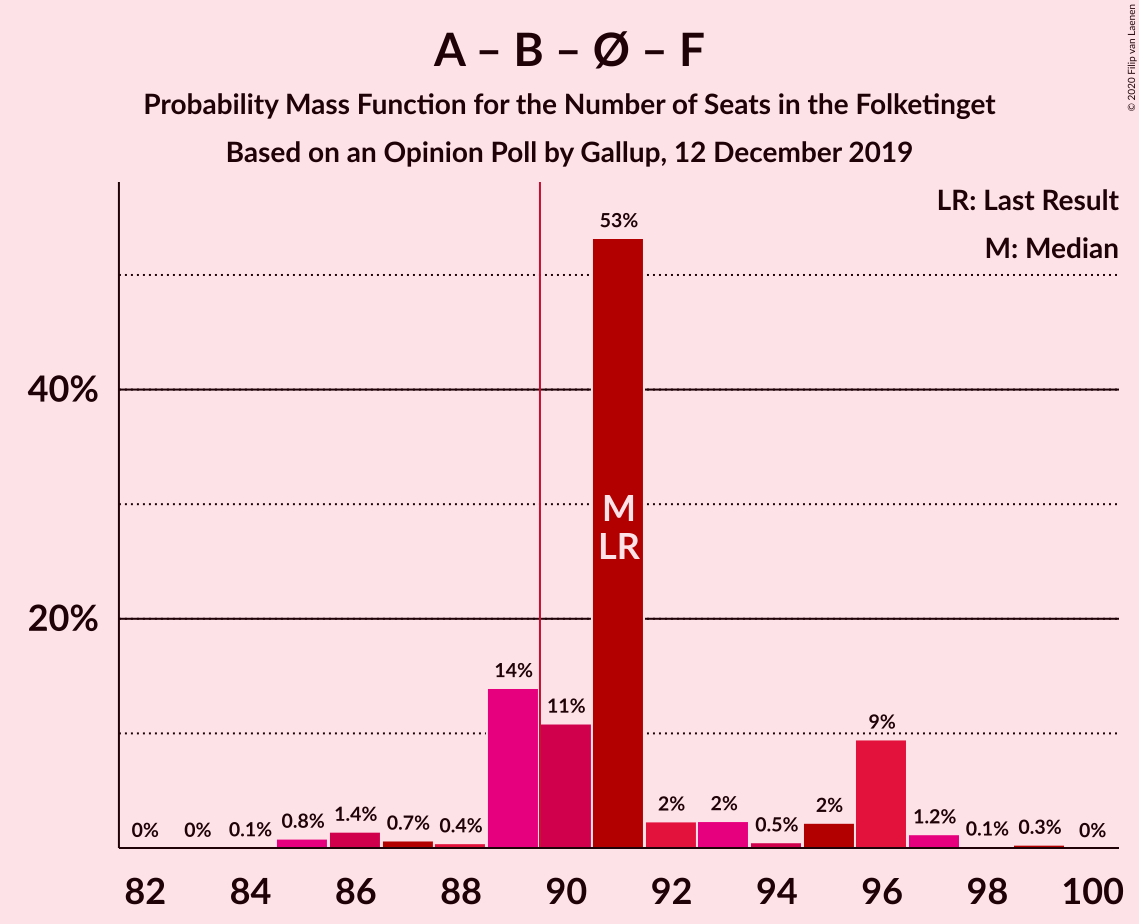 A – B – Ø – F
Probability Mass Function for the Number of Seats in the Folketinget
Based on an Opinion Poll by Gallup, 12 December 2019
© 2020 Filip van Laenen
LR: Last Result
M: Median
40%
20%
0%
0%
0.1%
0.8%
1.4%
0.7%
0.4%
14%
11%
53%
M
LR
2%
2%
0.5%
2%
9%
1.2%
0.1%
0.3%
0%
82 84 86 88 90 92 94 96 98 100